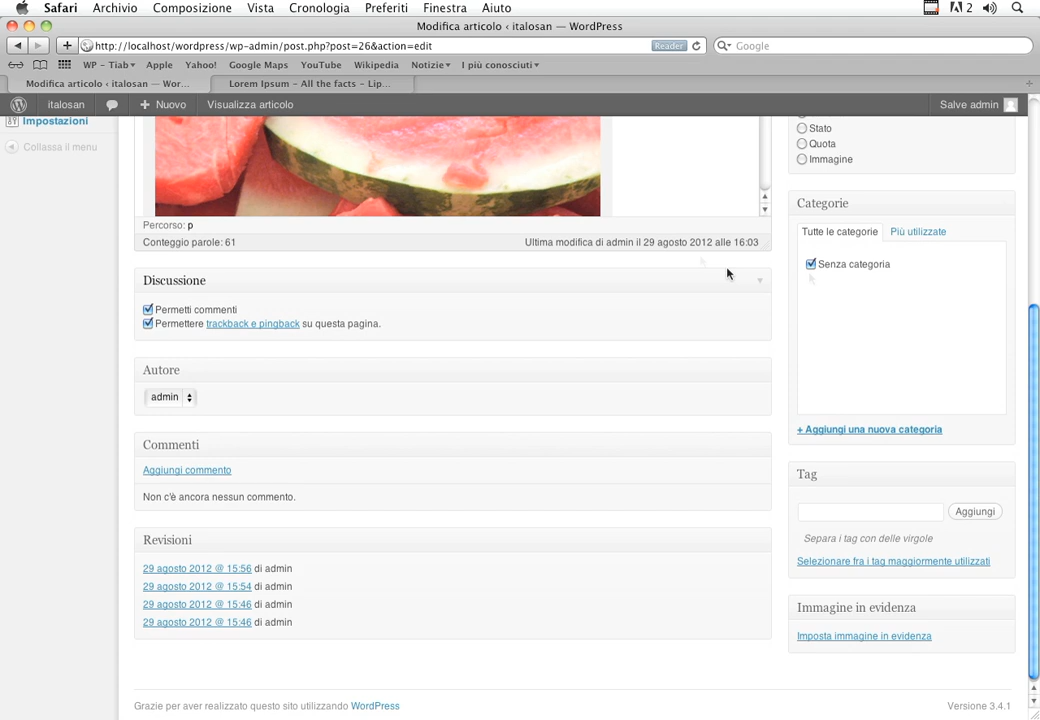 Safari Archivio Composizione Vista Cronologia Preferiti Finestra Aiuto 2
Modifica articolo ‹ italosan — WordPress
http://localhost/wordpress/wp-admin/post.php?post=26&action=edit Reader Google
WP – Tiab Apple Yahoo! Google Maps YouTube Wikipedia Notizie I più conosciuti
Modifica articolo ‹ italosan — Wor... Lorem Ipsum – All the facts – Lip...
italosan Nuovo Visualizza articolo Salve admin
Impostazioni
Collassa il menu
Stato
Quota
Immagine
Percorso: p
Conteggio parole: 61 Ultima modifica di admin il 29 agosto 2012 alle 16:03
Discussione
Permetti commenti
Permettere trackback e pingback su questa pagina.
Autore
admin
Commenti
Aggiungi commento
Non c'è ancora nessun commento.
Revisioni
29 agosto 2012 @ 15:56 di admin
29 agosto 2012 @ 15:54 di admin
29 agosto 2012 @ 15:46 di admin
29 agosto 2012 @ 15:46 di admin
Categorie
Tutte le categorie Più utilizzate
Senza categoria
+ Aggiungi una nuova categoria
Tag
Aggiungi
Separa i tag con delle virgole
Selezionare fra i tag maggiormente utilizzati
Immagine in evidenza
Imposta immagine in evidenza
Grazie per aver realizzato questo sito utilizzando WordPress Versione 3.4.1